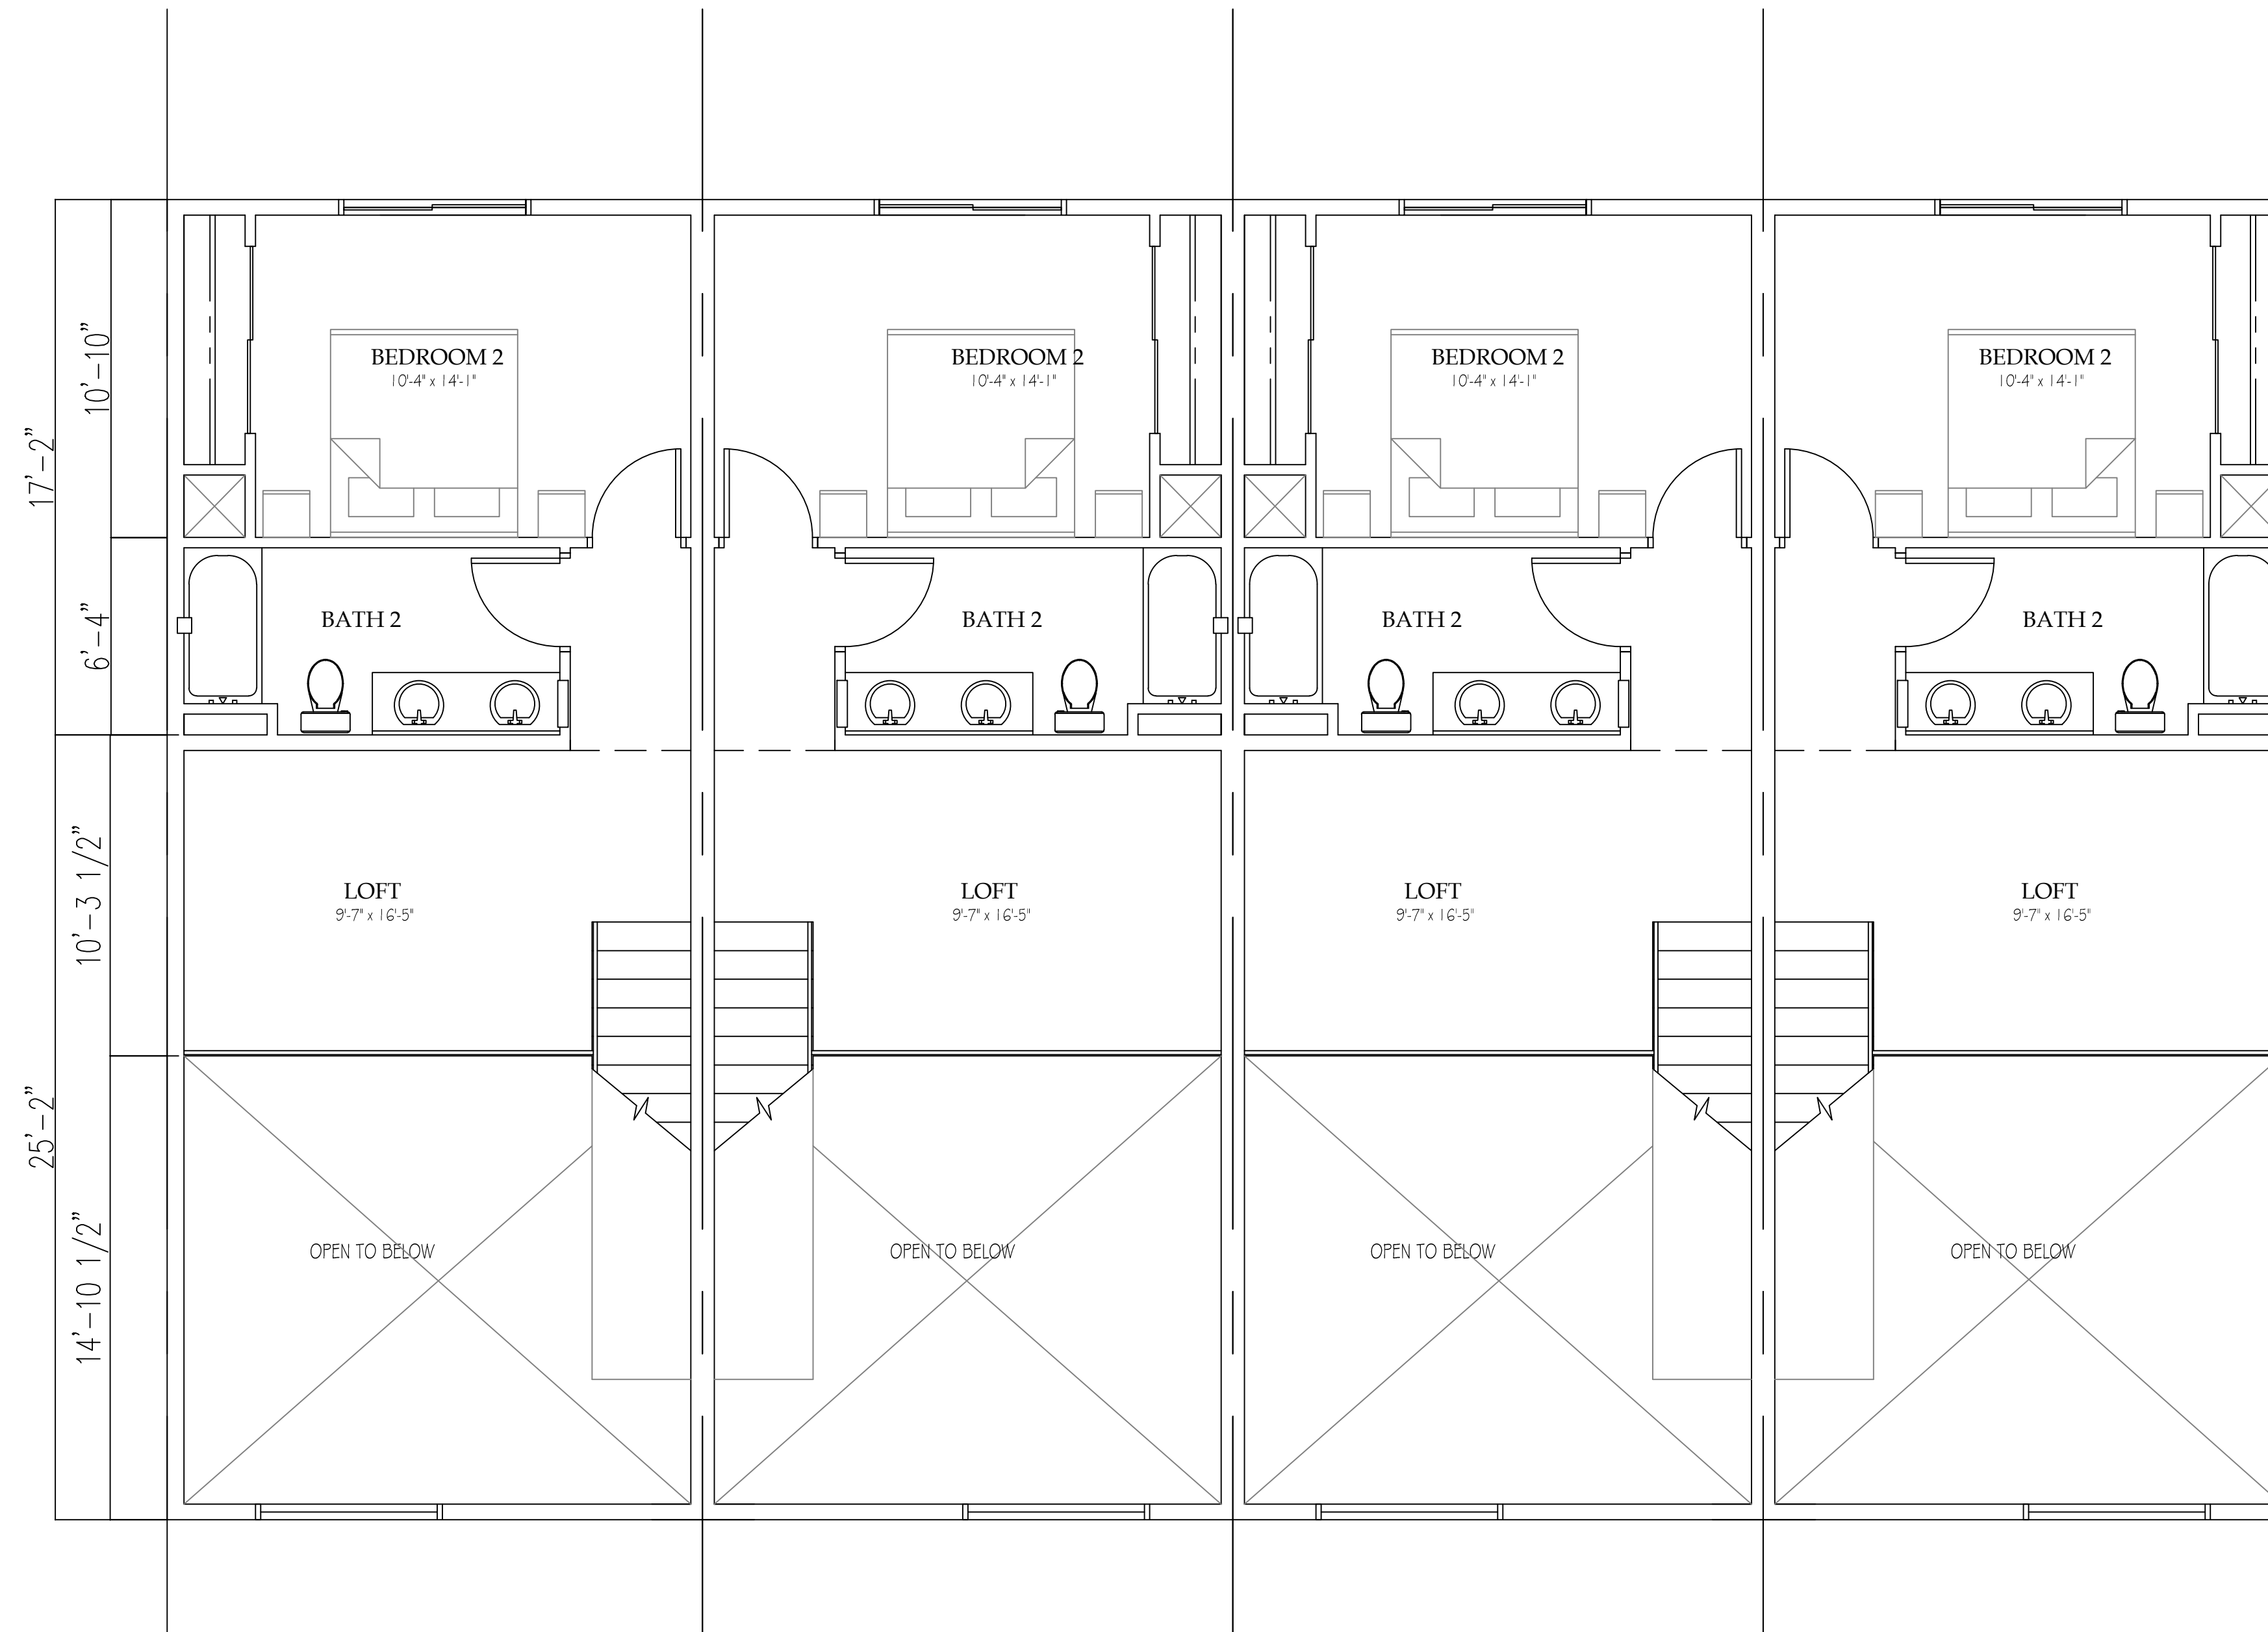 BEDROOM 2
10'-4" x 14'-1"
BEDROOM 2
10'-4" x 14'-1"
BEDROOM 2
10'-4" x 14'-1"
BEDROOM 2
10'-4" x 14'-1"
10'-10"
17'-2"
6'-4"
BATH 2
BATH 2
BATH 2
BATH 2
10'-3 1/2"
LOFT
9'-7" x 16'-5"
LOFT
9'-7" x 16'-5"
LOFT
9'-7" x 16'-5"
LOFT
9'-7" x 16'-5"
25'-2"
14'-10 1/2"
OPEN TO BELOW
OPEN TO BELOW
OPEN TO BELOW
OPEN TO BELOW